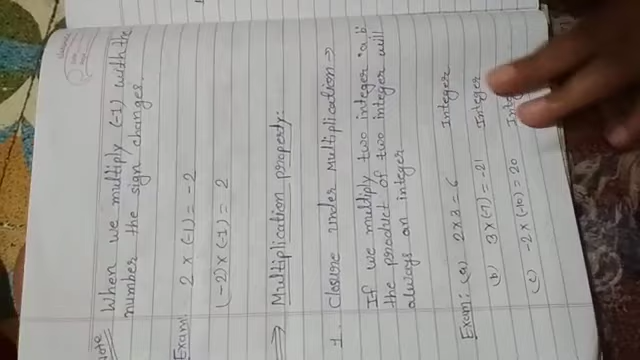 Note When we multiply (-1) with the
number the sign changes.
Exam: 2 × (-1) = -2
(-2) × (-1) = 2
⇒ Multiplication property:
1. Closure under multiplication ⇒
If we multiply two integer 'a, b'
the product of two integer will
always an integer
Exam: (a) 2 × 3 = 6 Integer
(b) 3 × (-7) = -21 Integer
(c) -2 × (-10) = 20